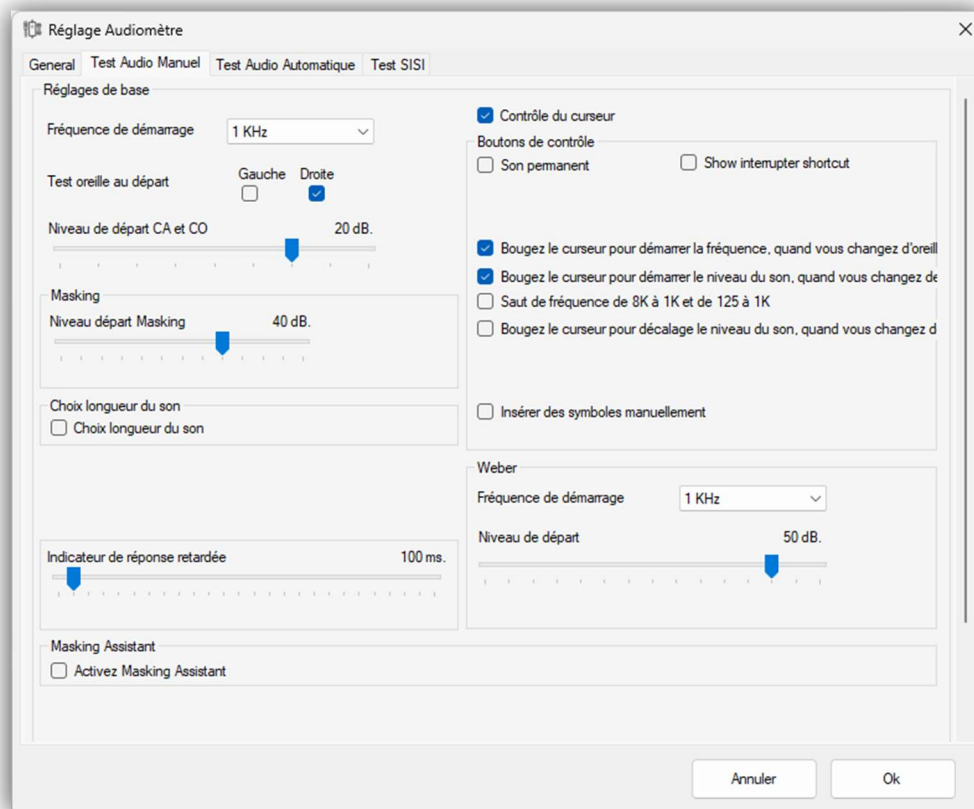 Réglage Audiomètre
General
Test Audio Manuel
Test Audio Automatique
Test SISI
Réglages de base
Fréquence de démarrage
1 KHz
Test oreille au départ
Gauche
Droite
Niveau de départ CA et CO
20 dB.
Masking
Niveau départ Masking
40 dB.
Choix longueur du son
Choix longueur du son
Indicateur de réponse retardée
100 ms.
Masking Assistant
Activez Masking Assistant
Contrôle du curseur
Boutons de contrôle
Son permanent
Show interrupter shortcut
Bougez le curseur pour démarrer la fréquence, quand vous changez d'oreill
Bougez le curseur pour démarrer le niveau du son, quand vous changez de
Saut de fréquence de 8K à 1K et de 125 à 1K
Bougez le curseur pour décalage le niveau du son, quand vous changez d
Insérer des symboles manuellement
Weber
Fréquence de démarrage
1 KHz
Niveau de départ
50 dB.
Annuler
Ok